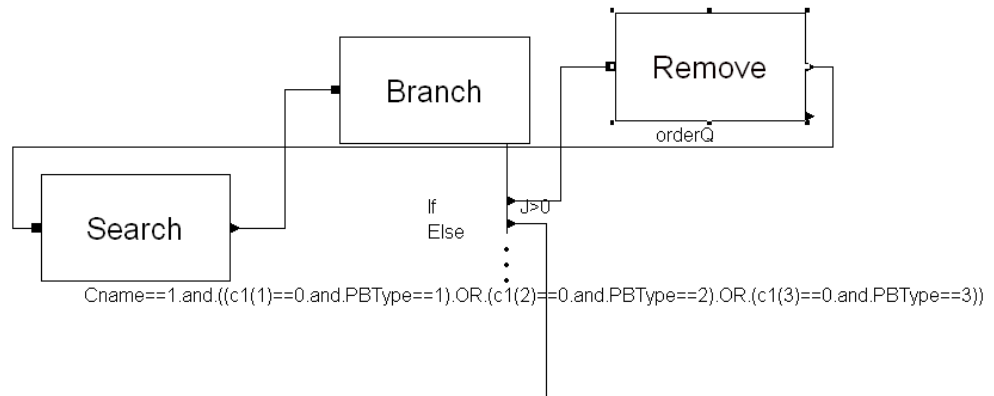 Remove
Branch
orderQ
Search
If J>0
Else
Cname==1.and.((c1(1)==0.and.PBType==1).OR.(c1(2)==0.and.PBType==2).OR.(c1(3)==0.and.PBType==3))